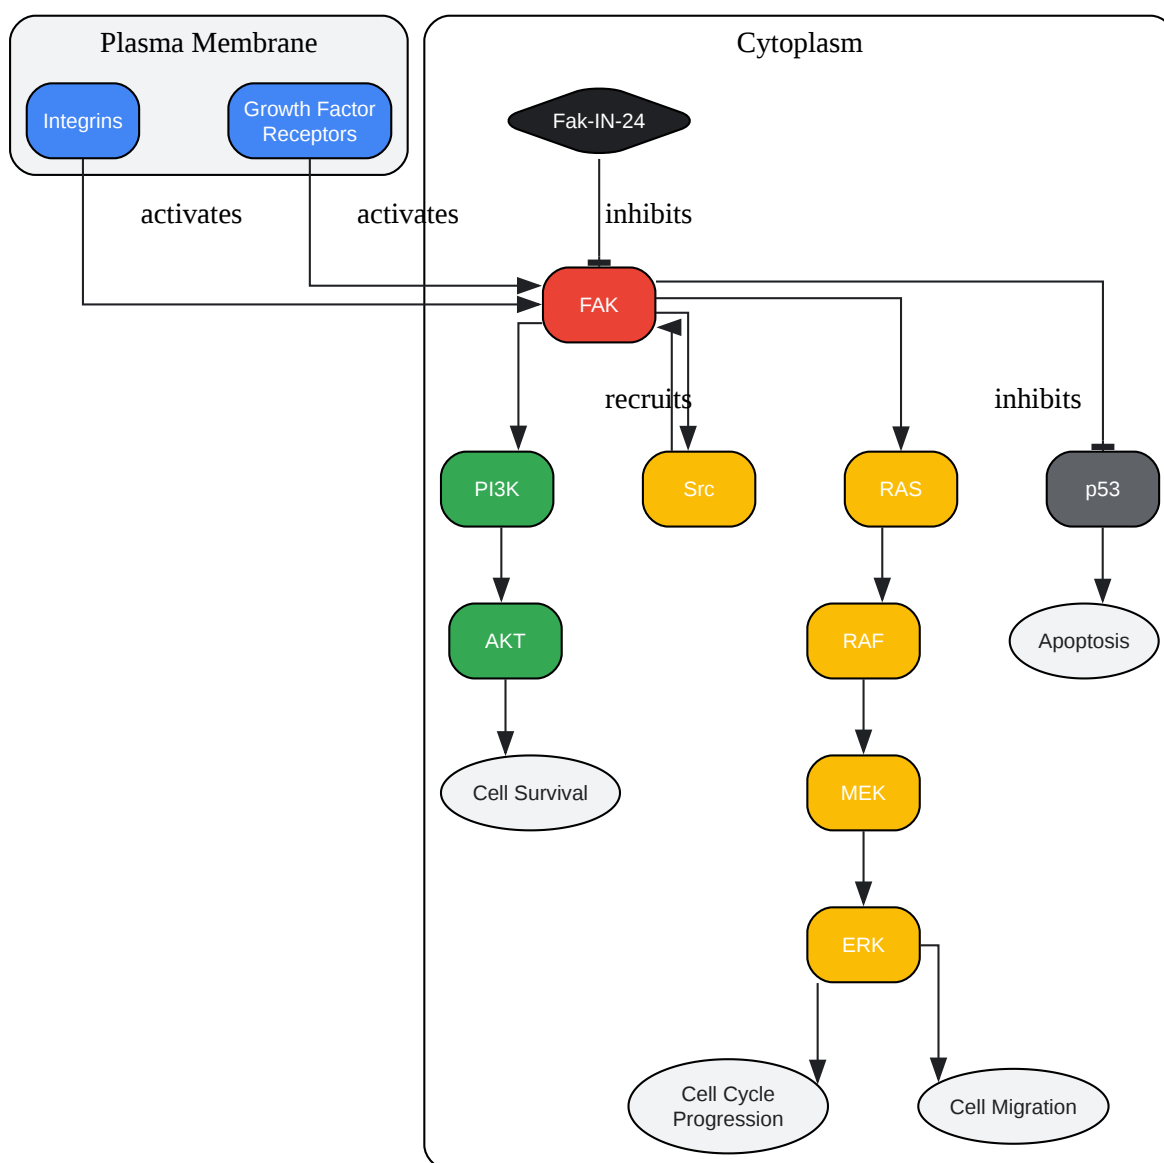 Plasma Membrane
Cytoplasm
Integrins
Growth Factor
Receptors
Fak-IN-24
activates
activates
inhibits
FAK
recruits
inhibits
PI3K
Src
RAS
p53
AKT
RAF
Apoptosis
Cell Survival
MEK
ERK
Cell Cycle
Progression
Cell Migration